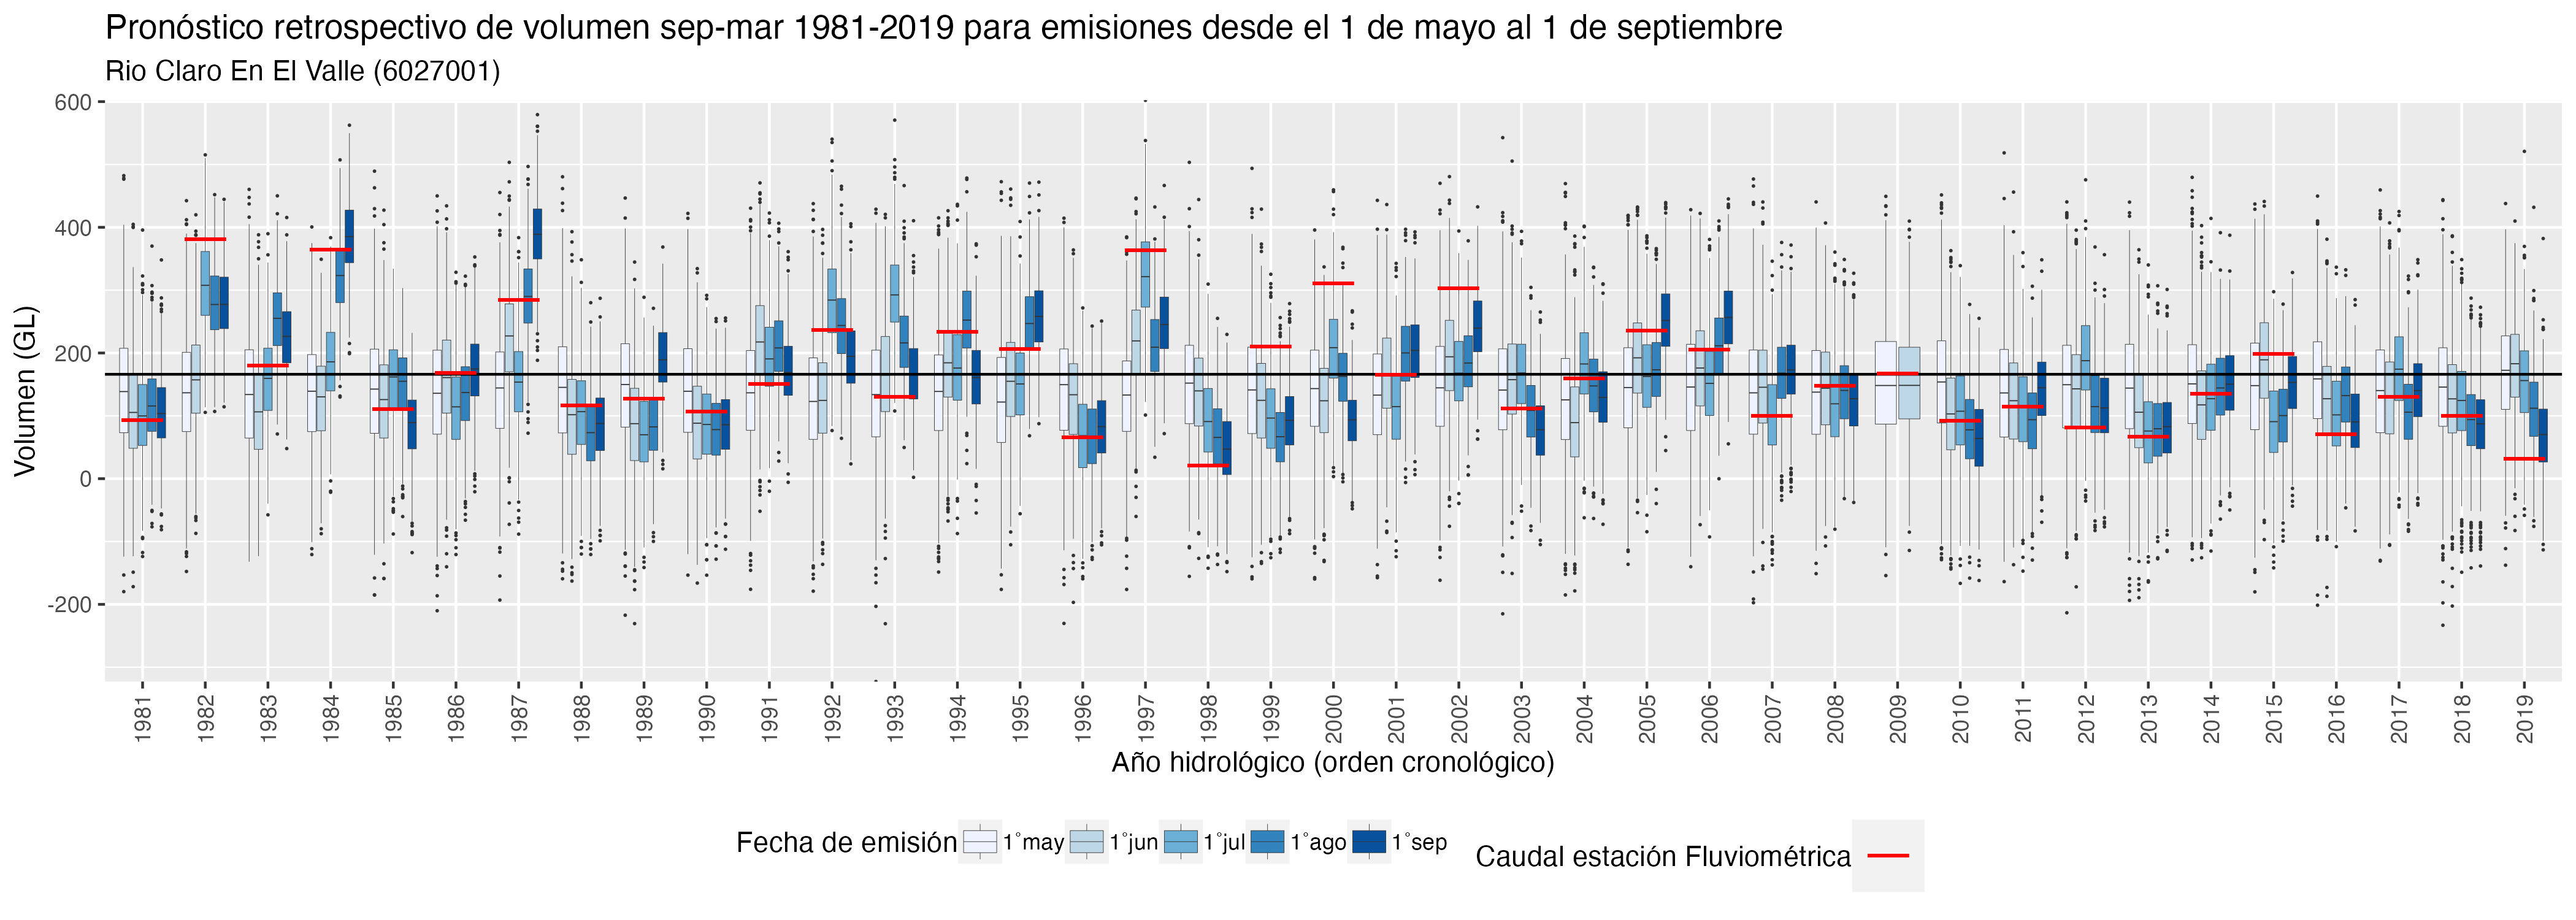 Pronóstico retrospectivo de volumen sep-mar 1981-2019 para emisiones desde el 1 de mayo al 1 de septiembre
Rio Claro En El Valle (6027001)
Volumen (GL)
600
400
200
0
-200
1981 1982 1983 1984 1985 1986 1987 1988 1989 1990 1991 1992 1993 1994 1995 1996 1997 1998 1999 2000 2001 2002 2003 2004 2005 2006 2007 2008 2009 2010 2011 2012 2013 2014 2015 2016 2017 2018 2019
Año hidrológico (orden cronológico)
Fecha de emisión 1°may 1°jun 1°jul 1°ago 1°sep
Caudal estación Fluviométrica